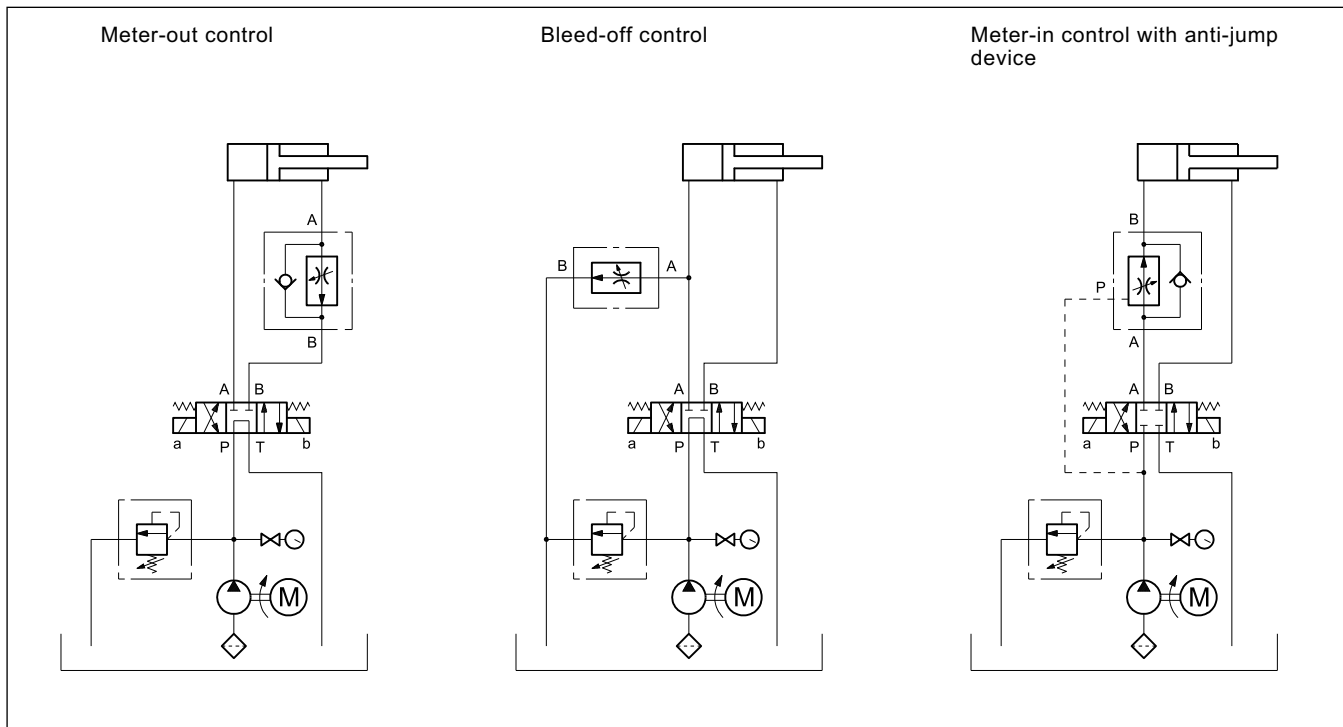 Meter-out control
A
B
A B
a P T b
M
Bleed-off control
B A
A B
a P T b
M
Meter-in control with anti-jump
device
B
P
A
A B
a P T b
M